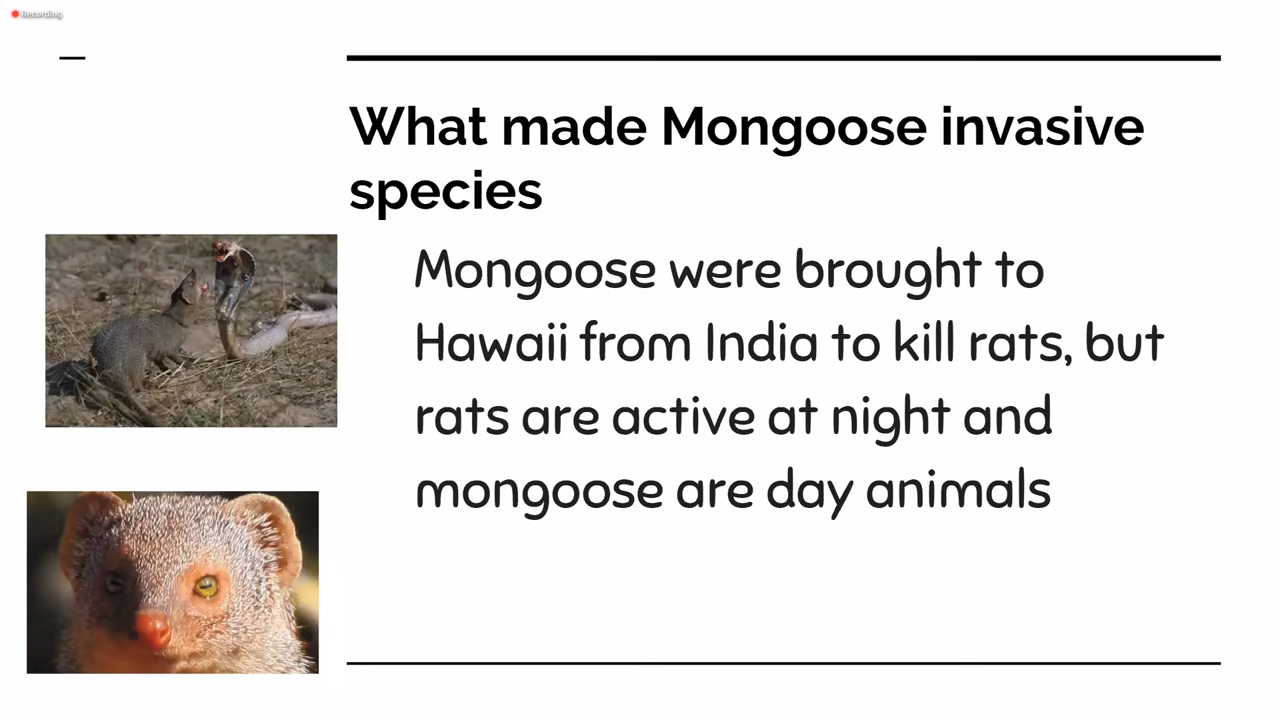 Recording
What made Mongoose invasive
species
Mongoose were brought to
Hawaii from India to kill rats, but
rats are active at night and
mongoose are day animals